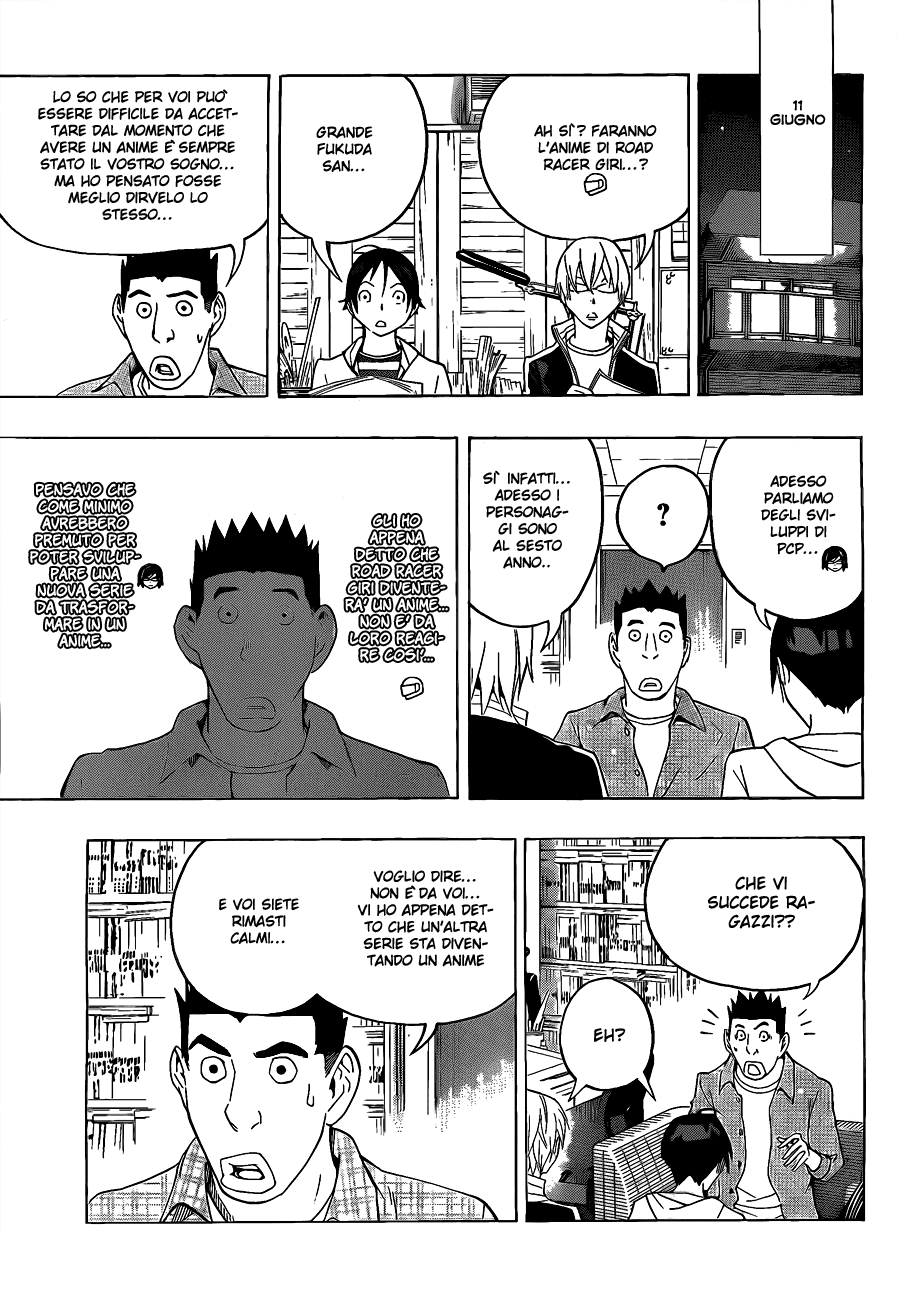 11
GIUGNO
AH SÌ? FARANNO
L'ANIME DI ROAD
RACER GIRI...?
GRANDE
FUKUDA
SAN...
LO SO CHE PER VOI PUÒ
ESSERE DIFFICILE DA ACCET-
TARE DAL MOMENTO CHE
AVERE UN ANIME È SEMPRE
STATO IL VOSTRO SOGNO...
MA HO PENSATO FOSSE
MEGLIO DIRVELO LO
STESSO...
ADESSO
PARLIAMO
DEGLI SVI-
LUPPI DI
PCP...
?
SÌ INFATTI...
ADESSO I
PERSONAG-
GI SONO
AL SESTO
ANNO..
GLI HO
APPENA
DETTO CHE
ROAD RACER
GIRI DIVENTE-
RA' UN ANIME...
NON E' DA
LORO REAGI-
RE COSI'...
PENSAVO CHE
COME MINIMO
AVREBBERO
PREMUTO PER
POTER SVILUP-
PARE UNA
NUOVA SERIE
DA TRASFOR-
MARE IN UN
ANIME...
CHE VI
SUCCEDE RA-
GAZZI??
EH?
VOGLIO DIRE...
NON È DA VOI...
VI HO APPENA DET-
TO CHE UN'ALTRA
SERIE STA DIVEN-
TANDO UN ANIME
E VOI SIETE
RIMASTI
CALMI...